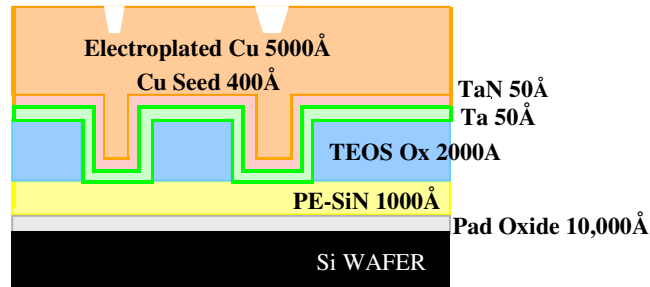 Electroplated Cu 5000Å
Cu Seed 400Å
TaN 50Å
Ta 50Å
TEOS Ox 2000A
PE-SiN 1000Å
Pad Oxide 10,000Å
Si WAFER